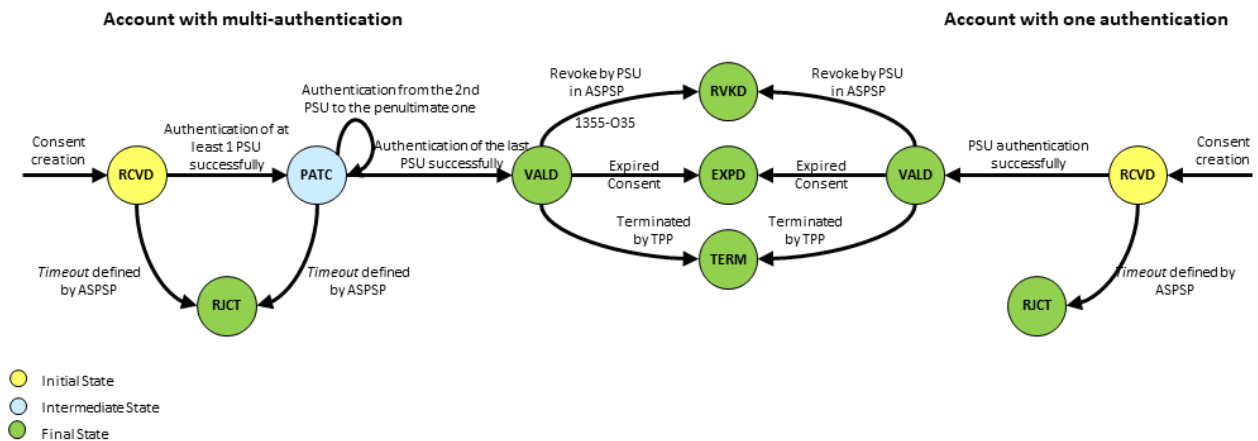 Account with multi-authentication
Account with one authentication
Consent
creation
RCVD
Authentication of at
least 1 PSU
successfully
PATC
Authentication from the 2nd
PSU to the penultimate one
Authentication of the last
PSU successfully
VALD
Timeout defined
by ASPSP
Timeout defined
by ASPSP
RJCT
Revoke by PSU
in ASPSP
1355-O35
RVKD
Revoke by PSU
in ASPSP
Expired
Consent
EXPD
Expired
Consent
Terminated
by TPP
TERM
Terminated
by TPP
VALD
PSU authentication
successfully
RCVD
Consent
creation
Timeout defined by
ASPSP
RJCT
Initial State
Intermediate State
Final State